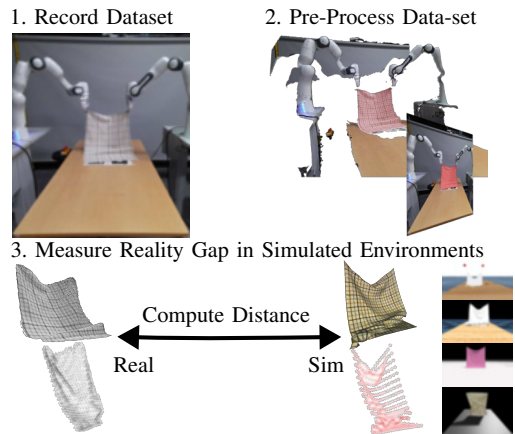 1. Record Dataset
2. Pre-Process Data-set
3. Measure Reality Gap in Simulated Environments
Compute Distance
Real
Sim